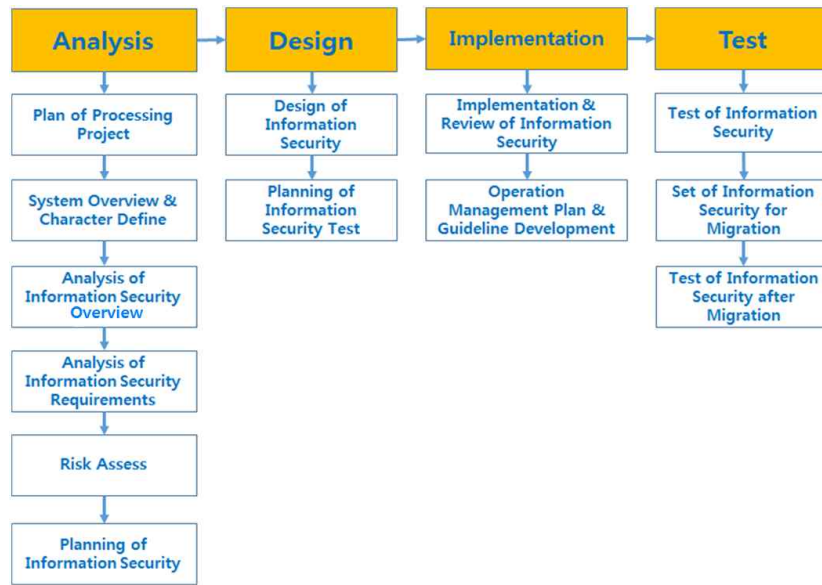 Analysis
Design
Implementation
Test
Plan of Processing
Project
System Overview &
Character Define
Analysis of
Information Security
Overview
Analysis of
Information Security
Requirements
Risk Assess
Planning of
Information Security
Design of
Information
Security
Planning of
Information
Security Test
Implementation &
Review of Information
Security
Operation
Management Plan &
Guideline Development
Test of Information
Security
Set of Information
Security for
Migration
Test of Information
Security after
Migration